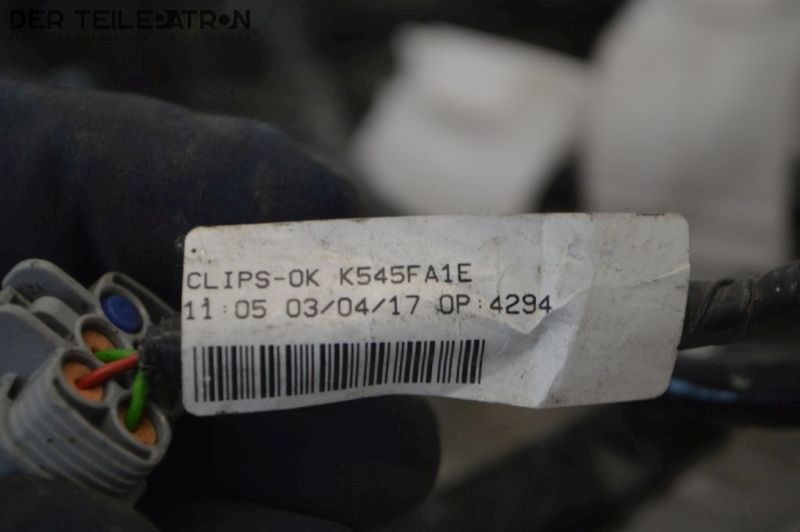 DER TEILEPATRON
CLIPS-OK K545FA1E
11:05 03/04/17 OP:4294